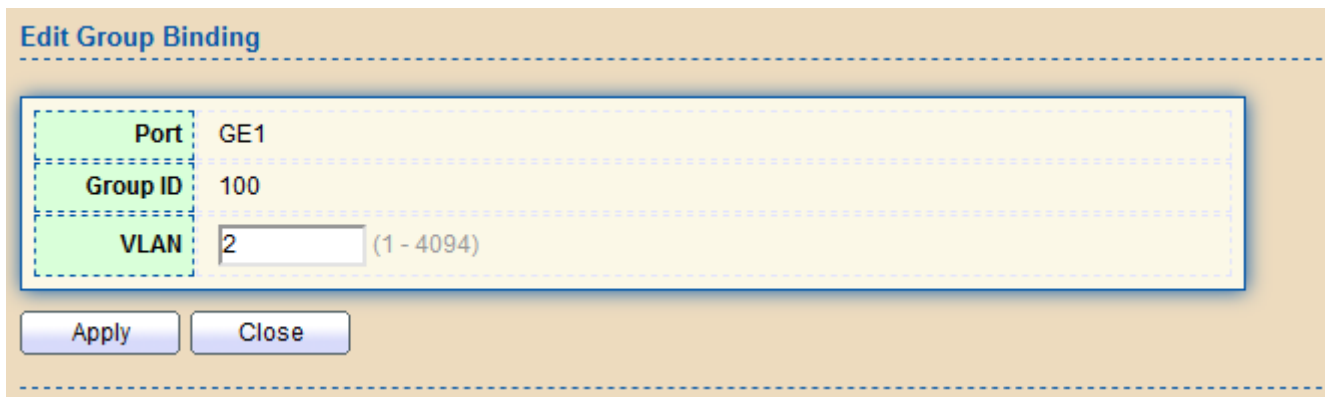 Edit Group Binding
Port GE1
Group ID 100
VLAN 2 (1 - 4094)
Apply Close